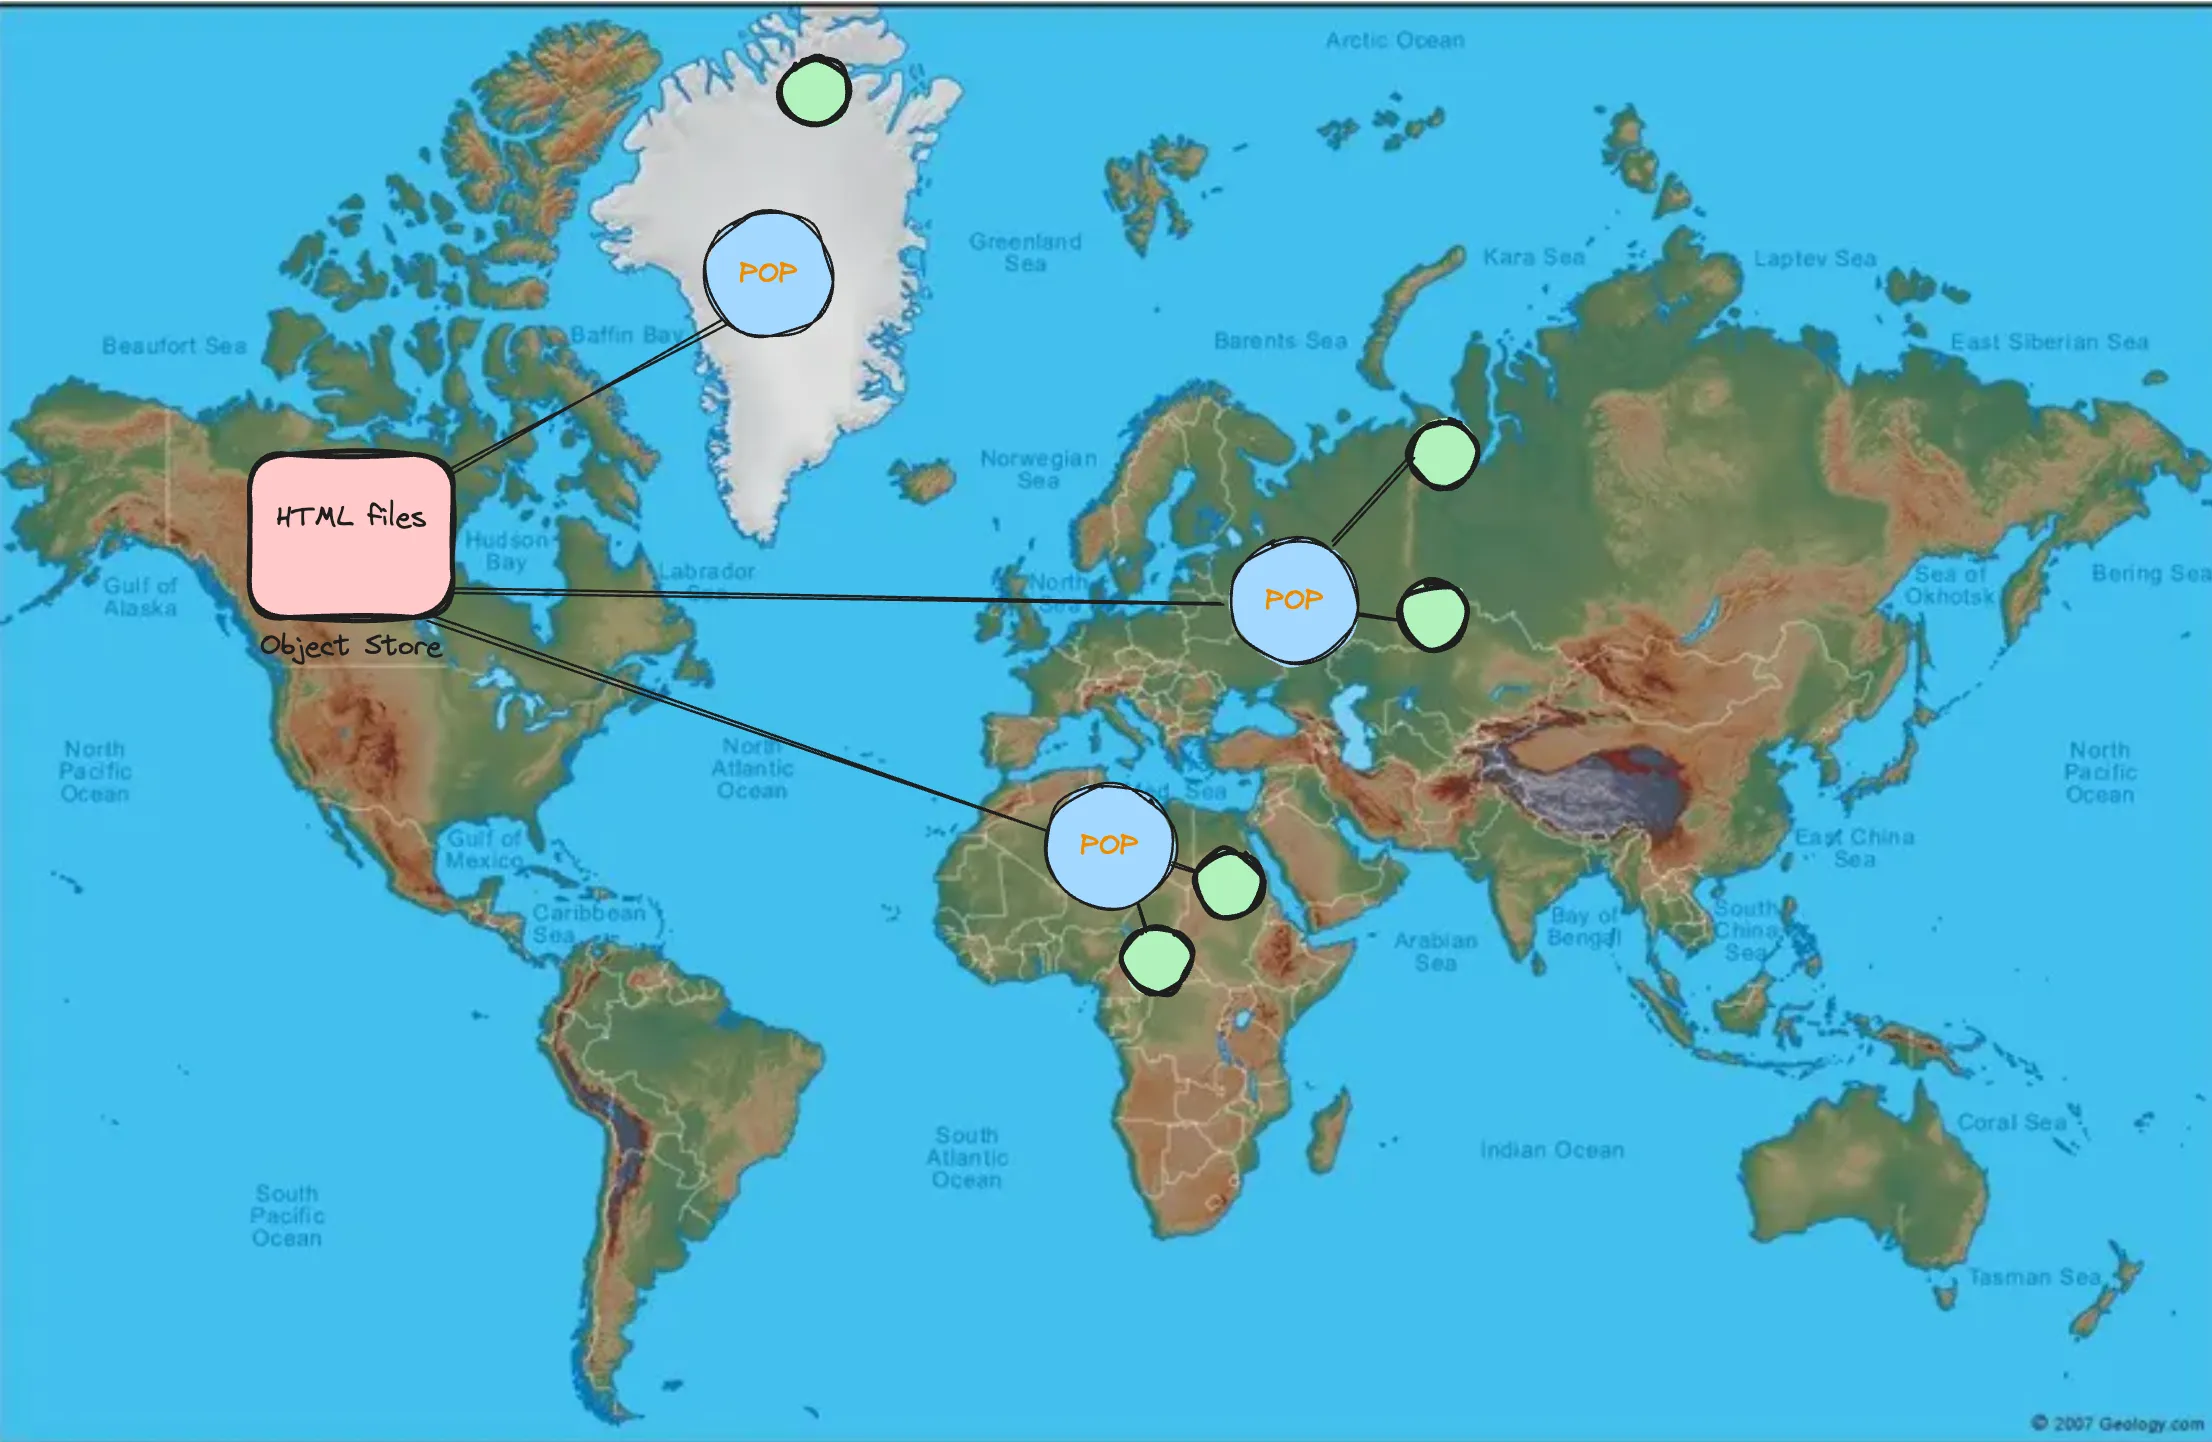 Arctic Ocean
POP
Greenland
Sea
Kara Sea
Laptev Sea
Beaufort Sea
Baffin Bay
Barents Sea
East Siberian Sea
Norwegian
Sea
HTML files
Hudson
Bay
Gulf of
Alaska
Labrador
Sea
North
Sea
POP
Sea of
Okhotsk
Bering Sea
Object Store
North
Pacific
Ocean
North
Atlantic
Ocean
Sea
North
Pacific
Ocean
POP
Gulf of
Mexico
East China
Sea
Caribbean
Sea
Arabian
Sea
Bay of
Bengal
South
China
Sea
Coral Sea
South
Atlantic
Ocean
Indian Ocean
South
Pacific
Ocean
Tasman Sea
© 2007 Geology.com